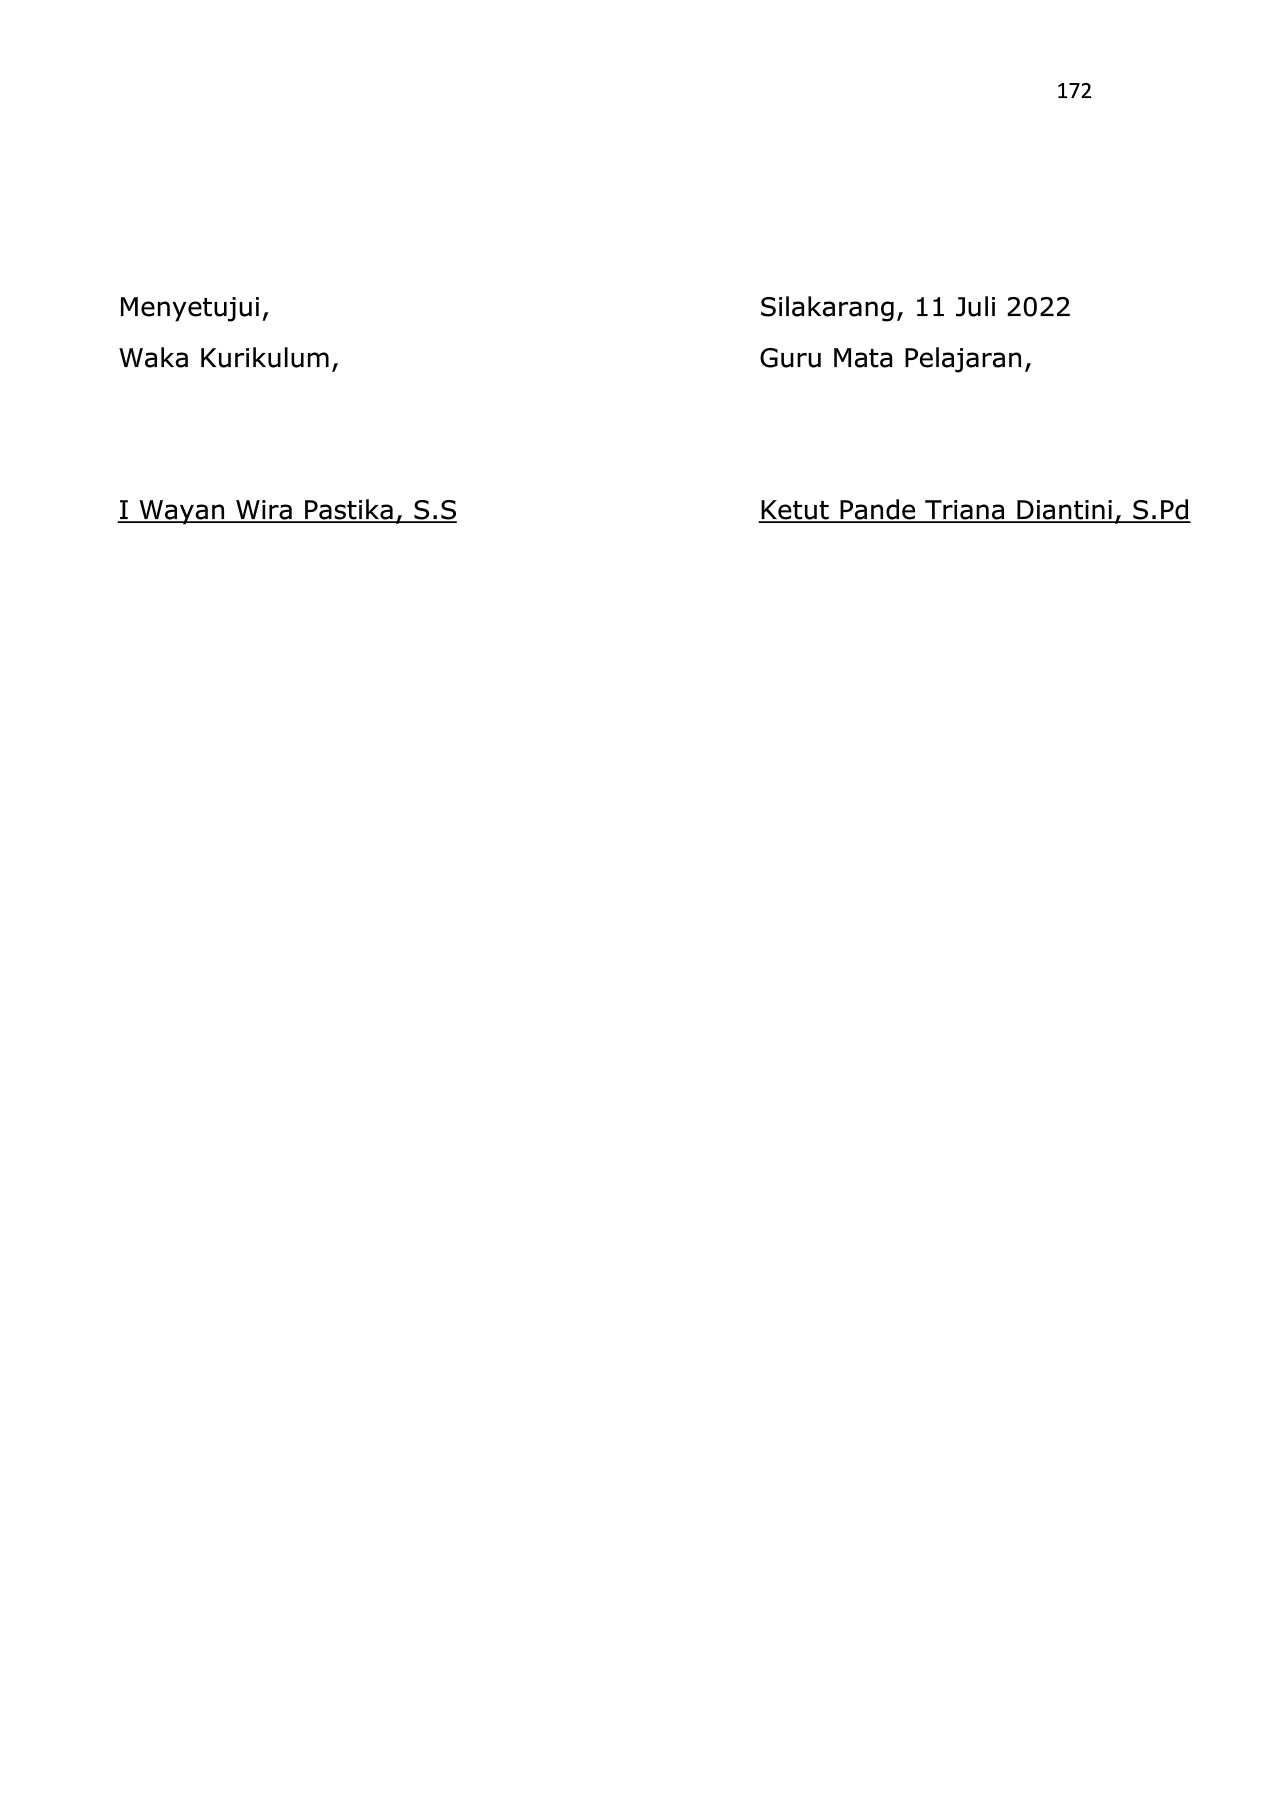 172
Menyetujui,
Silakarang, 11 Juli 2022
Waka Kurikulum,
Guru Mata Pelajaran,
I Wayan Wira Pastika, S.S
Ketut Pande Triana Diantini, S.Pd